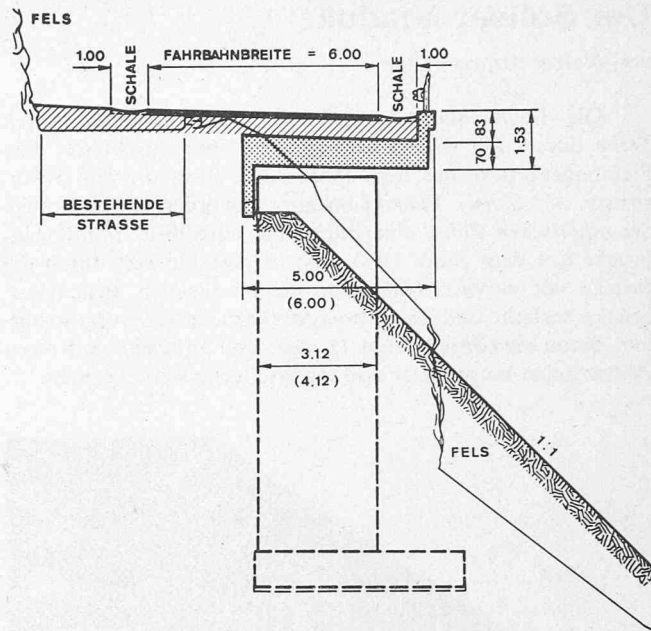 FELS
1.00
SCHALE
FAHRBAHNBREITE = 6.00
SCHALE
1.00
83
70
1.53
BESTEHENDE
STRASSE
5.00
(6.00)
3.12
(4.12)
FELS
1:1